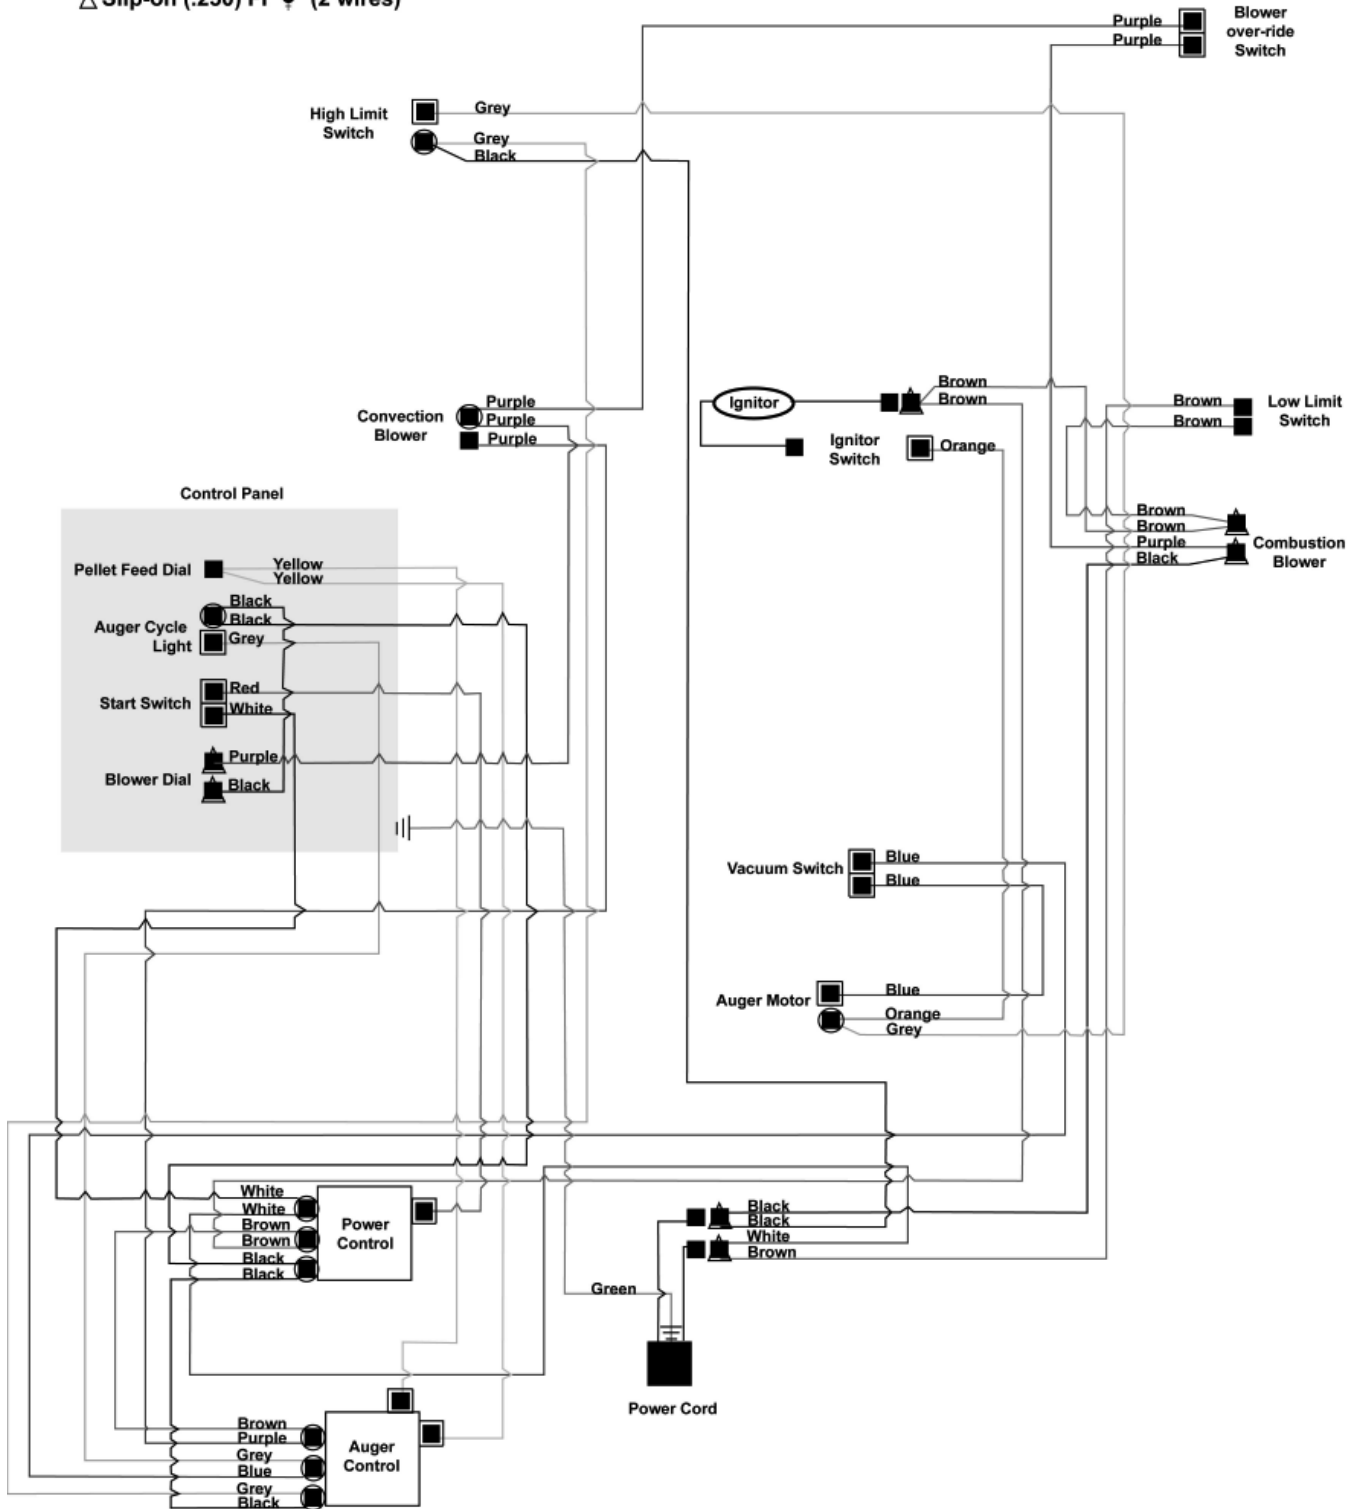 △ Slip-on (.250) FI (2 wires)
Purple
Purple
Blower
over-ride
Switch
High Limit
Switch
Grey
Grey
Black
Convection
Blower
Purple
Purple
Purple
Ignitor
Brown
Brown
Ignitor
Switch
Orange
Brown
Brown
Low Limit
Switch
Brown
Brown
Purple
Black
Combustion
Blower
Control Panel
Pellet Feed Dial
Yellow
Yellow
Auger Cycle
Light
Black
Black
Grey
Start Switch
Red
White
Blower Dial
Purple
Black
Vacuum Switch
Blue
Blue
Auger Motor
Blue
Orange
Grey
White
White
Brown
Brown
Black
Black
Power
Control
Black
Black
White
Brown
Green
Power Cord
Brown
Purple
Grey
Blue
Grey
Black
Auger
Control